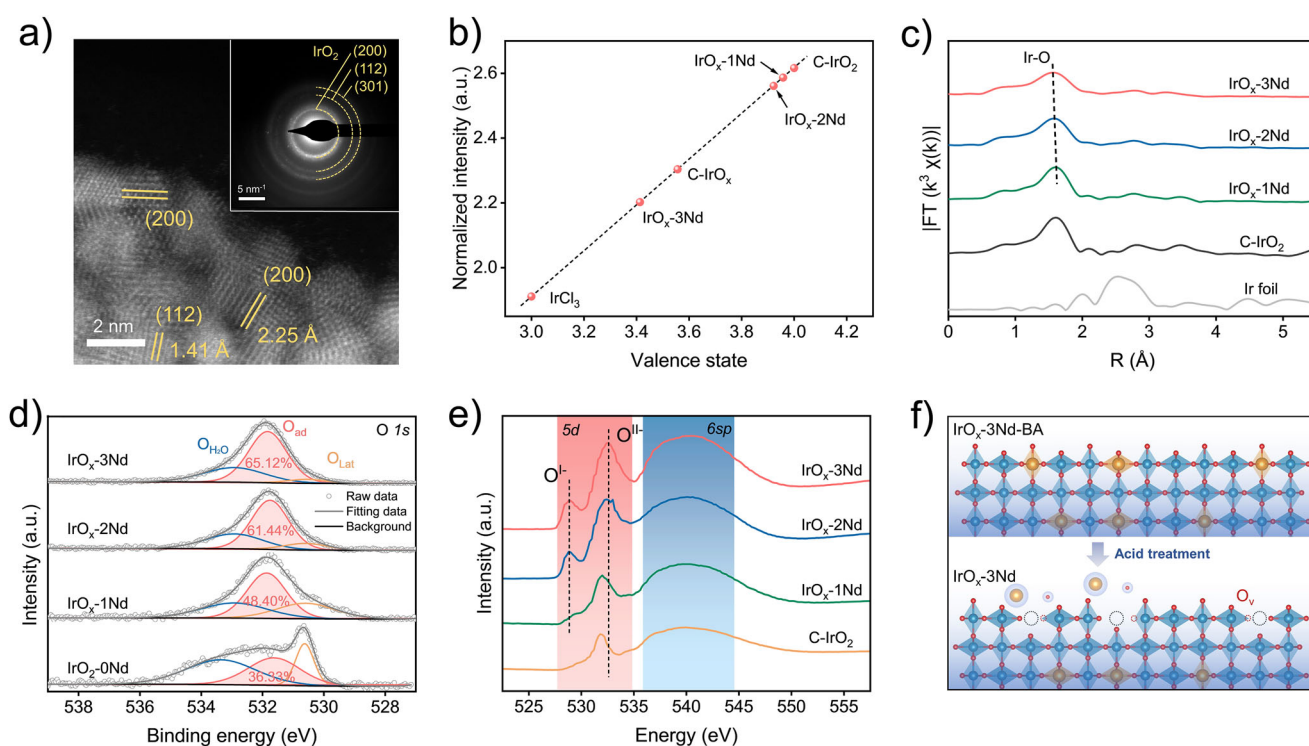 a)
IrO₂
(200)
(112)
(301)
5 nm⁻¹
(200)
(200)
2.25 Å
(112)
1.41 Å
2 nm
b)
Normalized intensity (a.u.)
2.6
2.4
2.2
2.0
IrOₓ-1Nd
C-IrO₂
IrOₓ-2Nd
C-IrOₓ
IrOₓ-3Nd
IrCl₃
3.0 3.2 3.4 3.6 3.8 4.0 4.2
Valence state
c)
|FT (k³ χ(k))|
Ir-O
IrOₓ-3Nd
IrOₓ-2Nd
IrOₓ-1Nd
C-IrO₂
Ir foil
0 1 2 3 4 5
R (Å)
d)
Intensity (a.u.)
O 1s
O_H₂O
O_ad
O_Lat
IrOₓ-3Nd
65.12%
Raw data
Fitting data
Background
IrOₓ-2Nd
61.44%
IrOₓ-1Nd
48.40%
IrO₂-0Nd
36.33%
538 536 534 532 530 528
Binding energy (eV)
e)
Intensity (a.u.)
5d
6sp
O^I-
O^II-
IrOₓ-3Nd
IrOₓ-2Nd
IrOₓ-1Nd
C-IrO₂
525 530 535 540 545 550 555
Energy (eV)
f)
IrOₓ-3Nd-BA
Acid treatment
IrOₓ-3Nd
Oᵥ